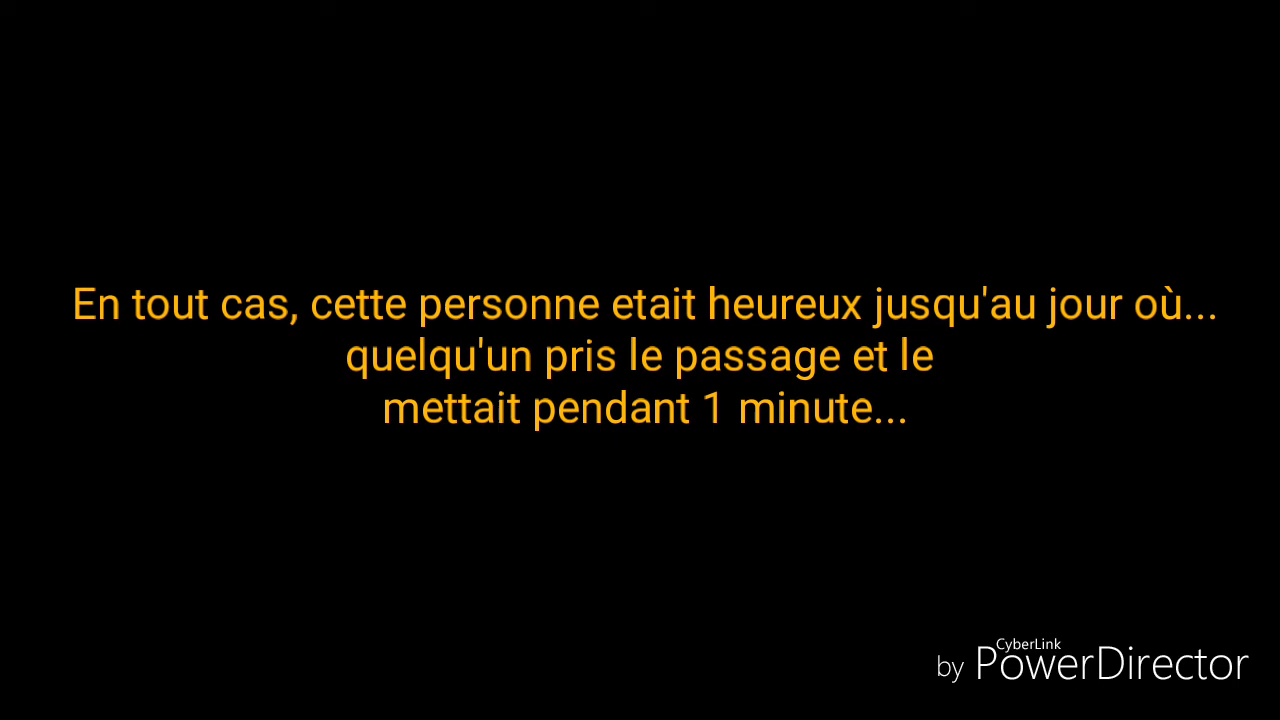 En tout cas, cette personne etait heureux jusqu'au jour où...
quelqu'un pris le passage et le
mettait pendant 1 minute...
CyberLink
by PowerDirector